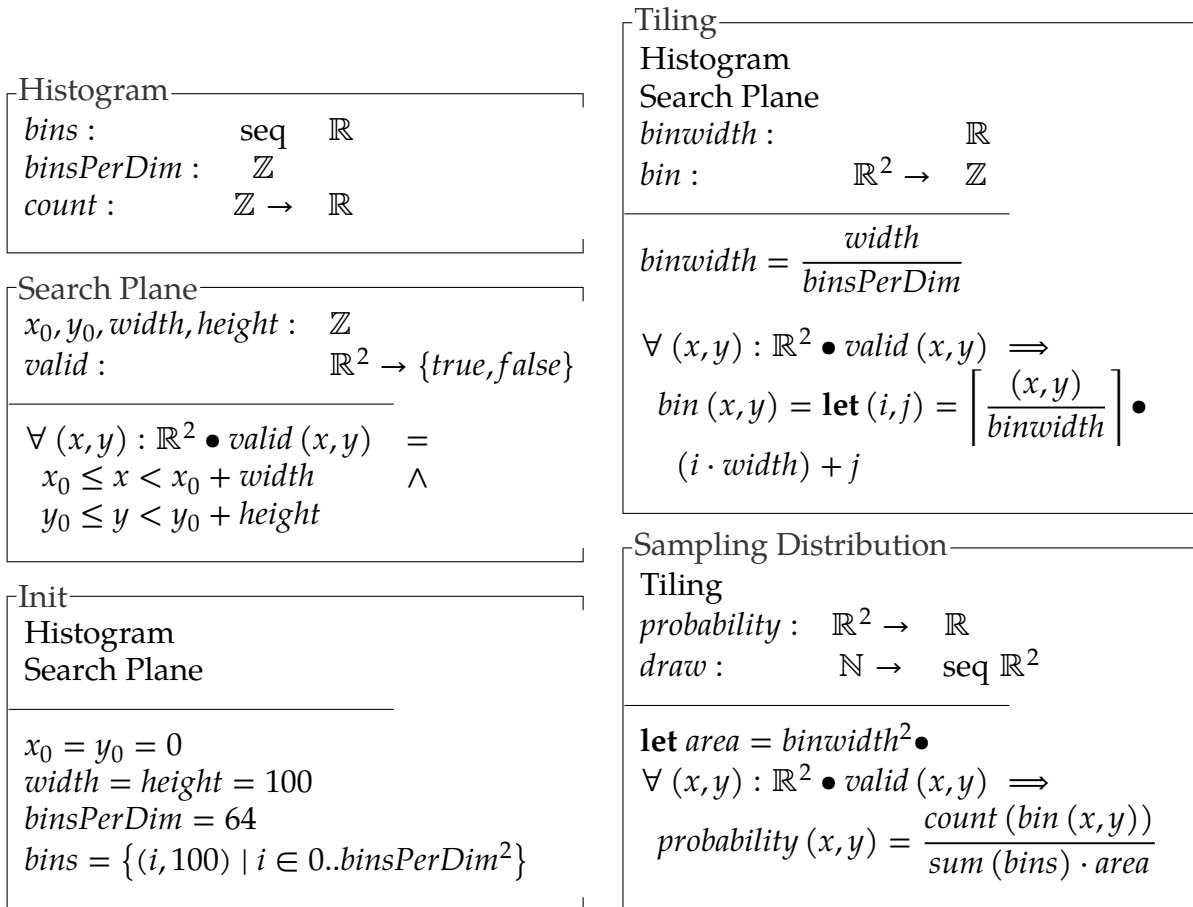 Histogram
bins : seq ℝ
binsPerDim : ℤ
count : ℤ → ℝ
Search Plane
x₀, y₀, width, height : ℤ
valid : ℝ² → {true, false}
∀ (x, y) : ℝ² • valid (x, y) =
x₀ ≤ x < x₀ + width ∧
y₀ ≤ y < y₀ + height
Init
Histogram
Search Plane
x₀ = y₀ = 0
width = height = 100
binsPerDim = 64
bins = {(i, 100) | i ∈ 0..binsPerDim²}
Tiling
Histogram
Search Plane
binwidth : ℝ
bin : ℝ² → ℤ
binwidth = width / binsPerDim
∀ (x, y) : ℝ² • valid (x, y) ⟹
bin (x, y) = let (i, j) = ⌈(x, y) / binwidth⌉ •
(i · width) + j
Sampling Distribution
Tiling
probability : ℝ² → ℝ
draw : ℕ → seq ℝ²
let area = binwidth² •
∀ (x, y) : ℝ² • valid (x, y) ⟹
probability (x, y) = count (bin (x, y)) / sum (bins) · area